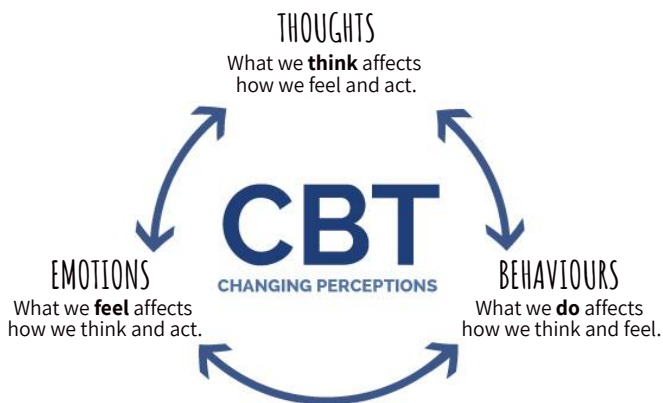 THOUGHTS
What we think affects
how we feel and act.
CBT
CHANGING PERCEPTIONS
EMOTIONS
What we feel affects
how we think and act.
BEHAVIOURS
What we do affects
how we think and feel.